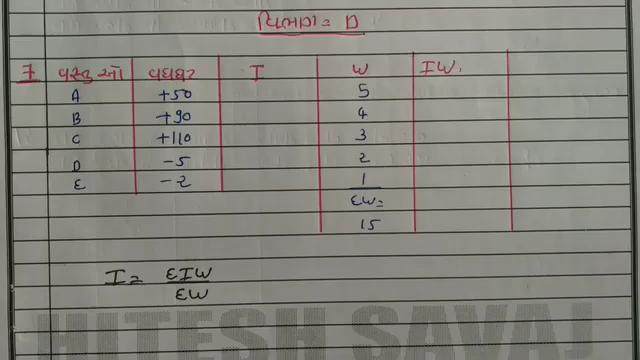 વિભાગ = D
7 વસ્તુઓ વધઘટ I W IW
A +50 5
B +90 4
C +110 3
D -5 2
E -2 1
ΣW=
15
I = ΣIW
ΣW
HITESH SAVAL